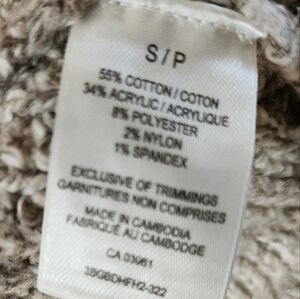 S/P
55% COTTON/COTON
34% ACRYLIC/ACRYLIQUE
8% POLYESTER
2% NYLON
1% SPANDEX
EXCLUSIVE OF TRIMMINGS
GARNITURES NON COMPRISES
MADE IN CAMBODIA
FABRIQUÉ AU CAMBODGE
CA 03961